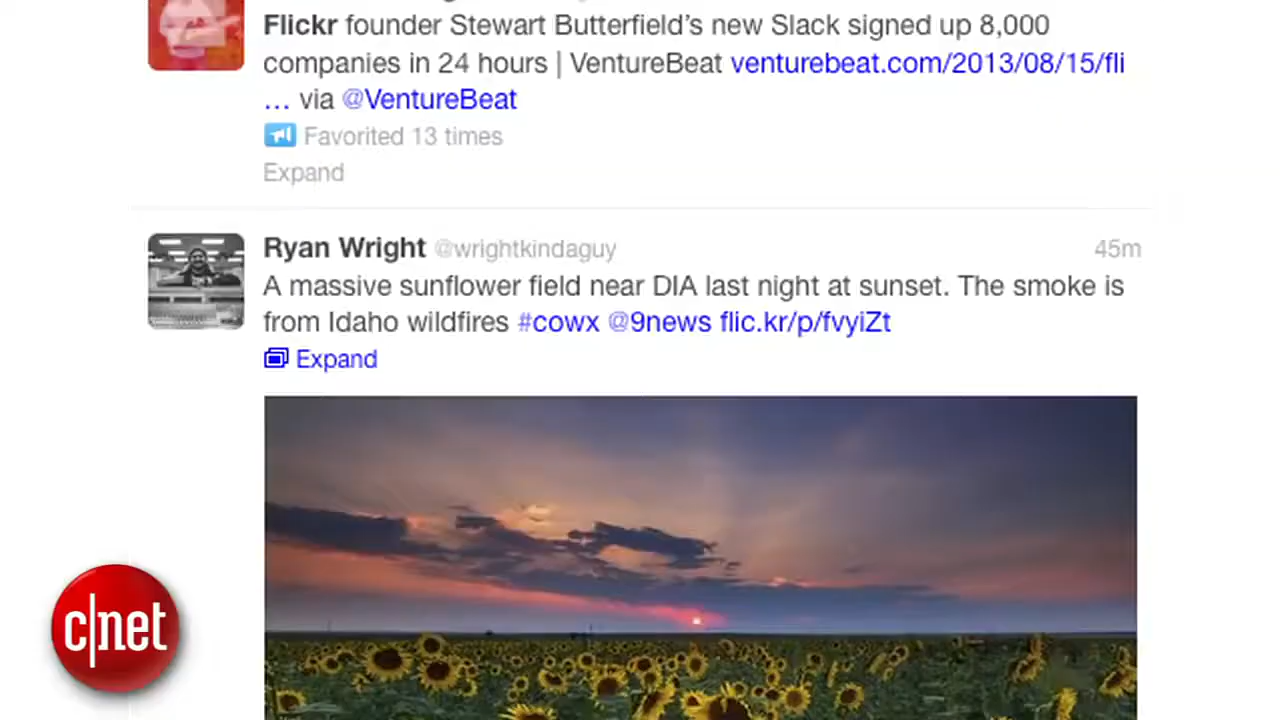 Flickr founder Stewart Butterfield's new Slack signed up 8,000
companies in 24 hours | VentureBeat venturebeat.com/2013/08/15/fli
… via @VentureBeat
Favorited 13 times
Expand
Ryan Wright @wrightkindaguy 45m
A massive sunflower field near DIA last night at sunset. The smoke is
from Idaho wildfires #cowx @9news flic.kr/p/fvyiZt
Expand
c|net